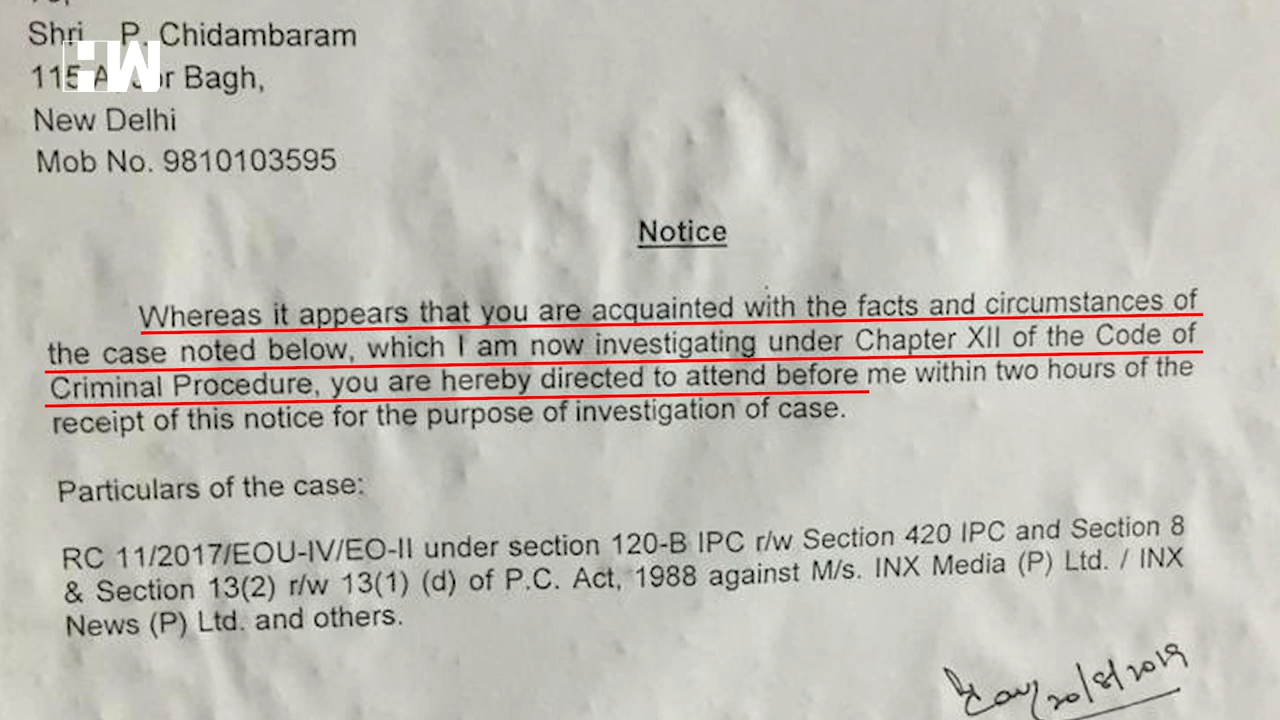 Shri P. Chidambaram
HW
115 Bagh,
New Delhi
Mob No. 9810103595
Notice
Whereas it appears that you are acquainted with the facts and circumstances of
the case noted below, which I am now investigating under Chapter XII of the Code of
Criminal Procedure, you are hereby directed to attend before me within two hours of the
receipt of this notice for the purpose of investigation of case.
Particulars of the case:
RC 11/2017/EOU-IV/EO-II under section 120-B IPC r/w Section 420 IPC and Section 8
& Section 13(2) r/w 13(1) (d) of P.C. Act, 1988 against M/s. INX Media (P) Ltd. / INX
News (P) Ltd. and others.
20/8/2019